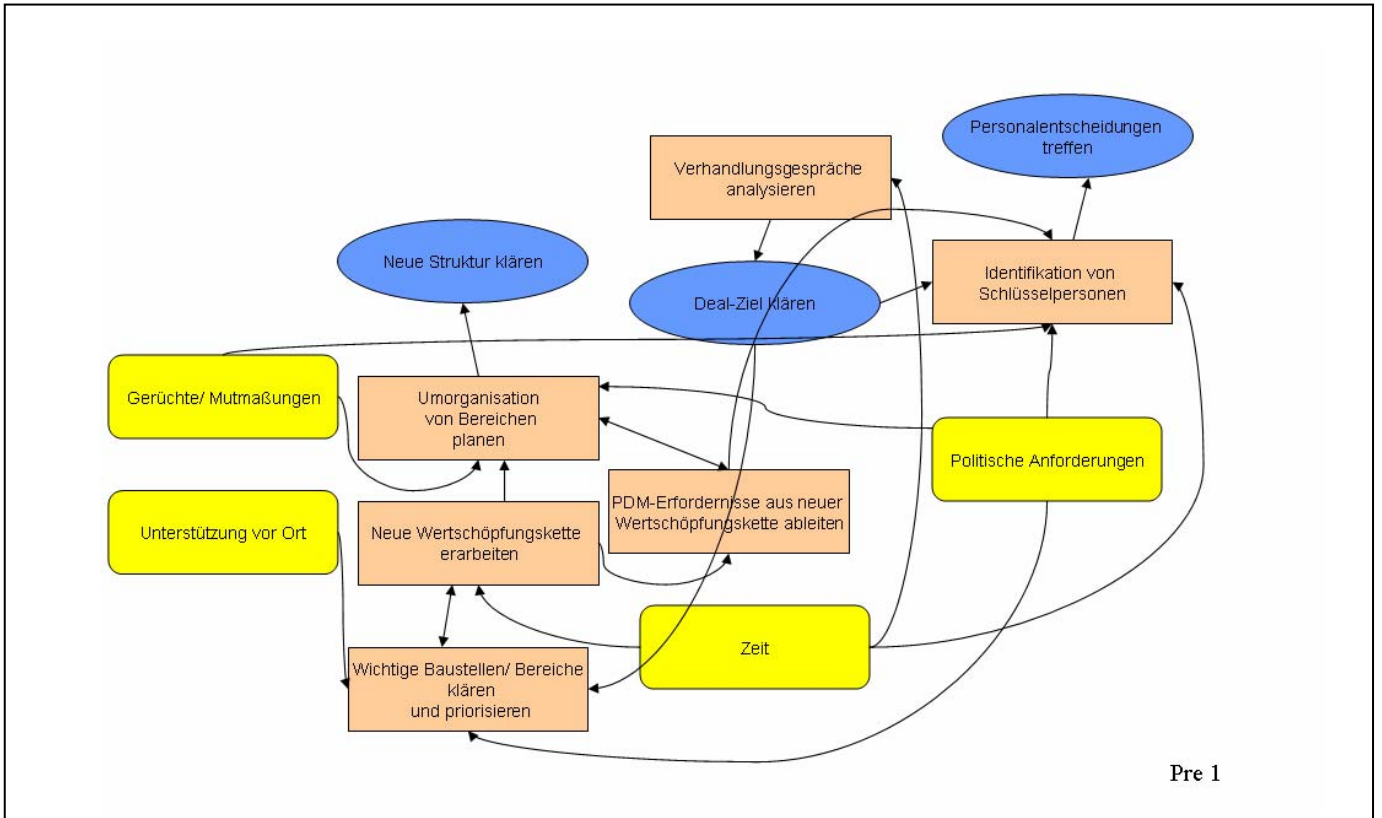 Personalentscheidungen
treffen
Verhandlungsgespräche
analysieren
Neue Struktur klären
Deal-Ziel klären
Identifikation von
Schlüsselpersonen
Gerüchte/ Mutmaßungen
Umorganisation
von Bereichen
planen
Politische Anforderungen
Unterstützung vor Ort
Neue Wertschöpfungskette
erarbeiten
PDM-Erfordernisse aus neuer
Wertschöpfungskette ableiten
Zeit
Wichtige Baustellen/ Bereiche
klären
und priorisieren
Pre 1